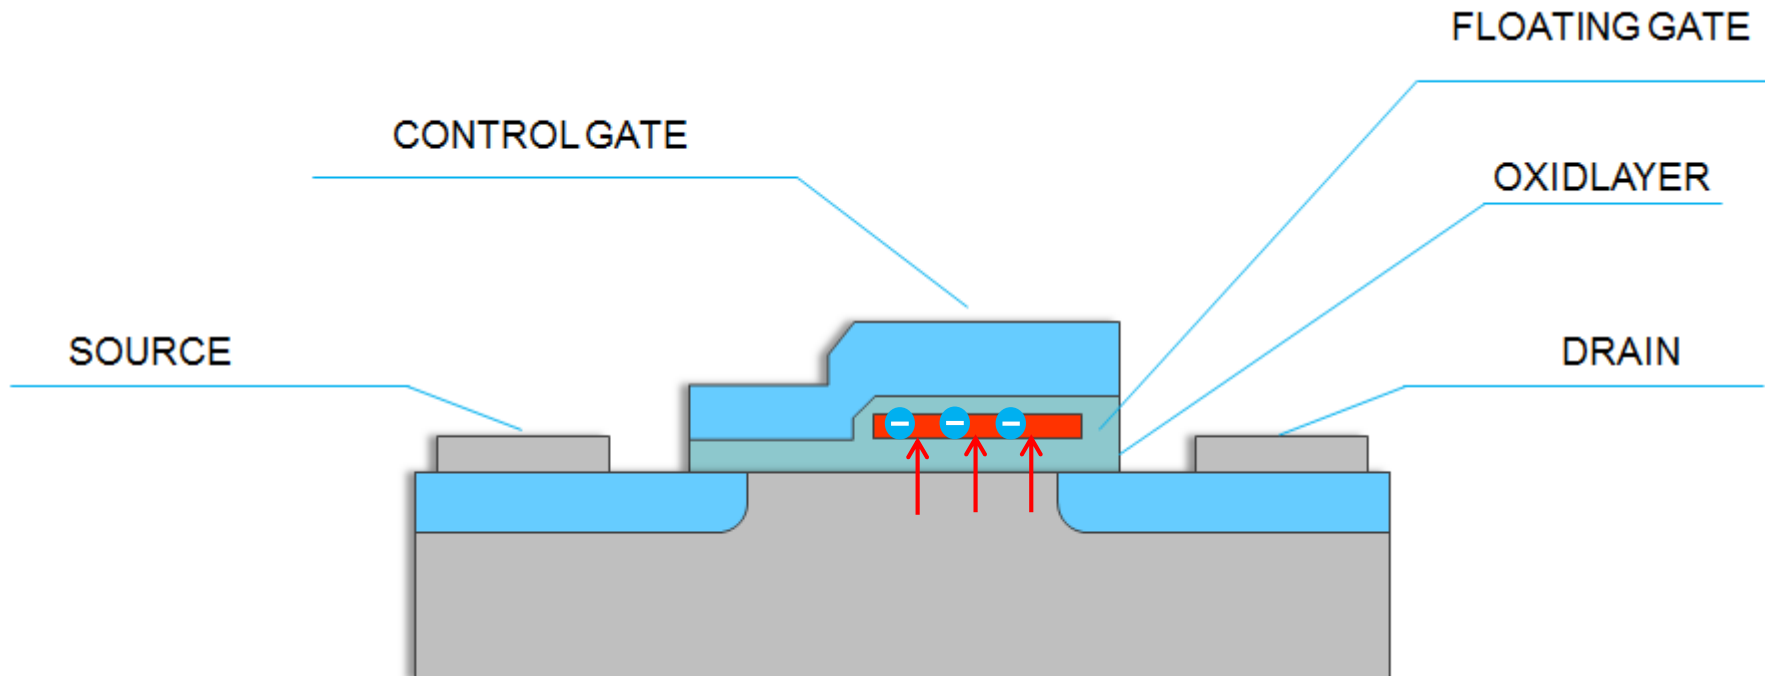 FLOATING GATE
CONTROL GATE
OXIDLAYER
SOURCE
DRAIN